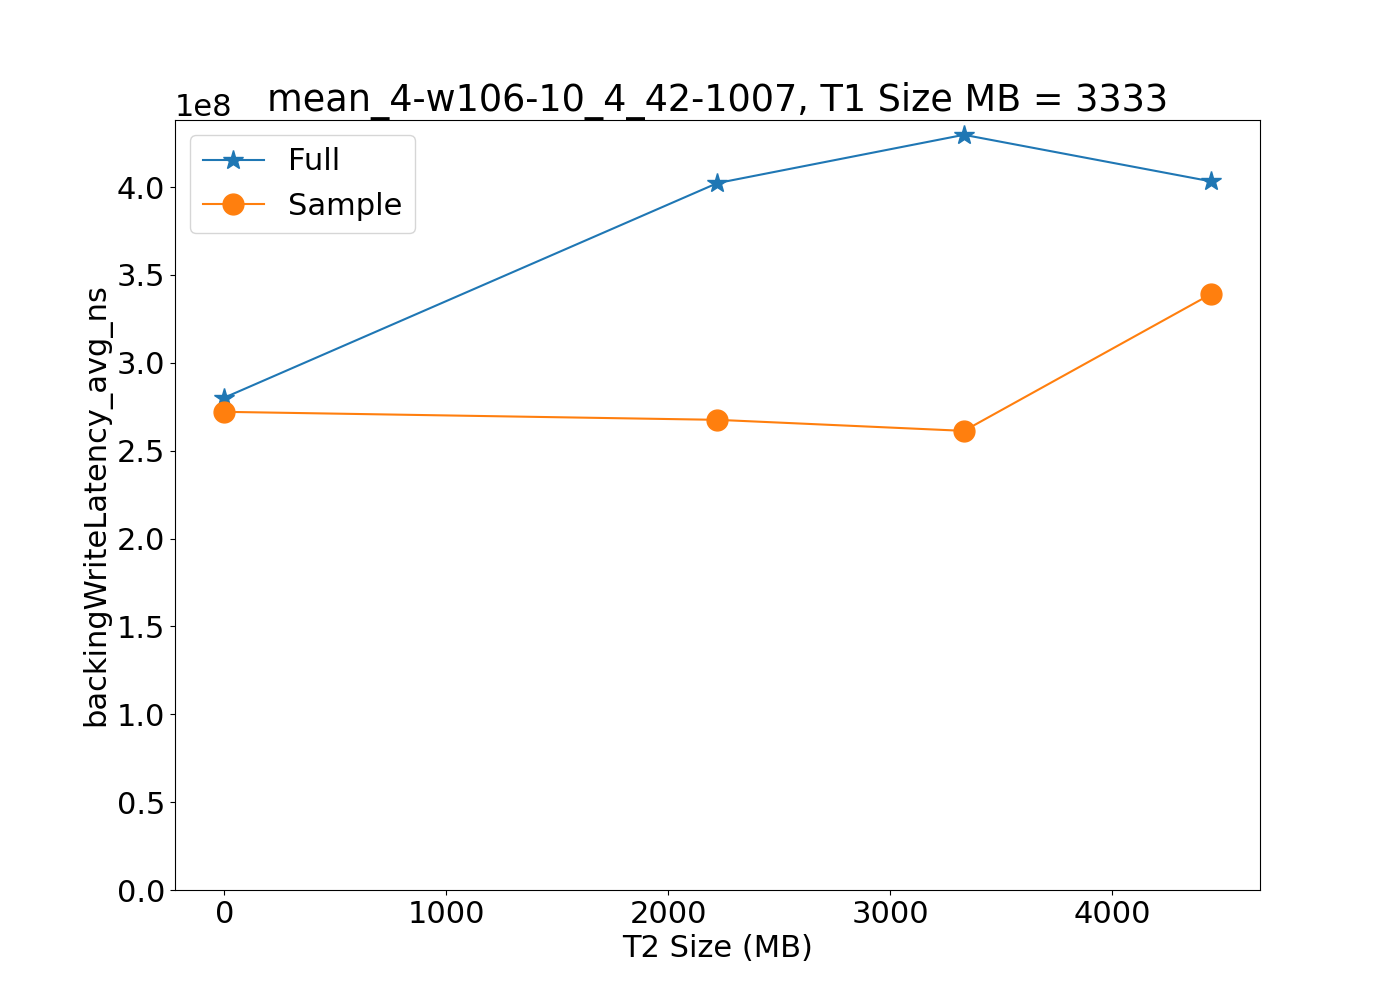 1e8
mean_4-w106-10_4_42-1007, T1 Size MB = 3333
Full
Sample
4.0
3.5
3.0
2.5
2.0
1.5
1.0
0.5
0.0
backingWriteLatency_avg_ns
0 1000 2000 3000 4000
T2 Size (MB)